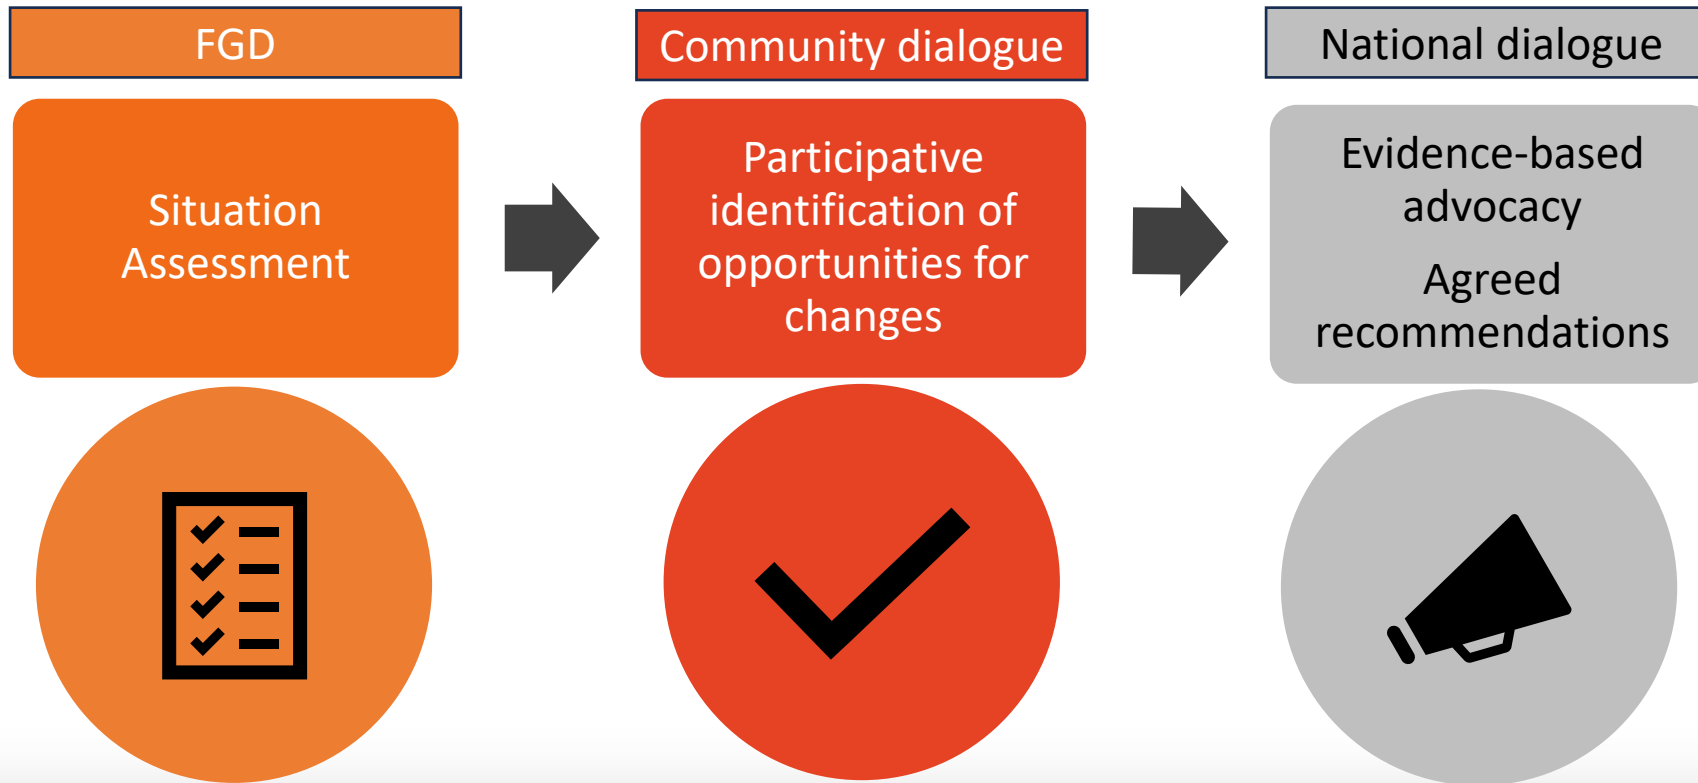 FGD
Situation
Assessment
Community dialogue
Participative
identification of
opportunities for
changes
National dialogue
Evidence-based
advocacy
Agreed
recommendations